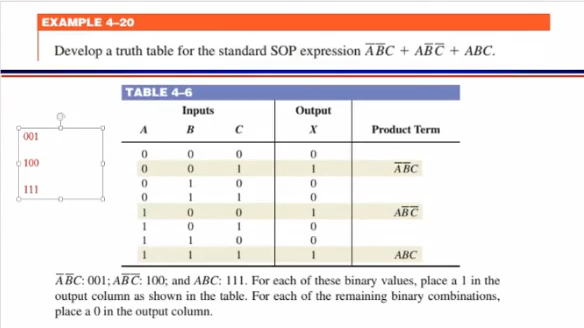 EXAMPLE 4–20
Develop a truth table for the standard SOP expression A̅B̅C + AB̅C̅ + ABC.
TABLE 4–6
Inputs Output
A B C X Product Term
001
100
111
0 0 0 0
0 0 1 1 A̅B̅C
0 1 0 0
0 1 1 0
1 0 0 1 AB̅C̅
1 0 1 0
1 1 0 0
1 1 1 1 ABC
A̅B̅C: 001; AB̅C̅: 100; and ABC: 111. For each of these binary values, place a 1 in the
output column as shown in the table. For each of the remaining binary combinations,
place a 0 in the output column.